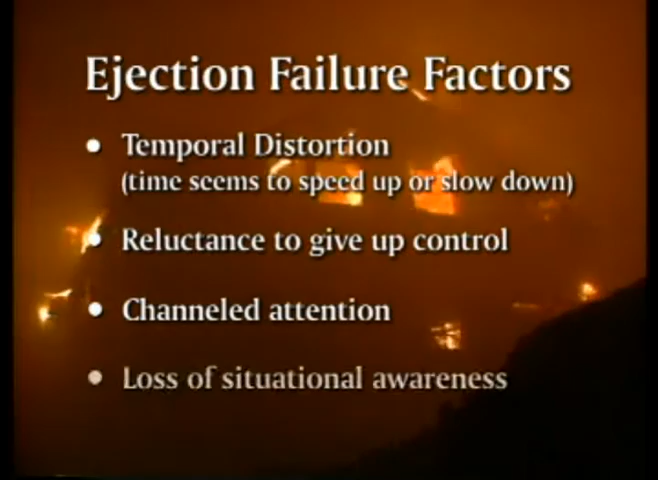 Ejection Failure Factors
• Temporal Distortion
(time seems to speed up or slow down)
• Reluctance to give up control
• Channeled attention
• Loss of situational awareness